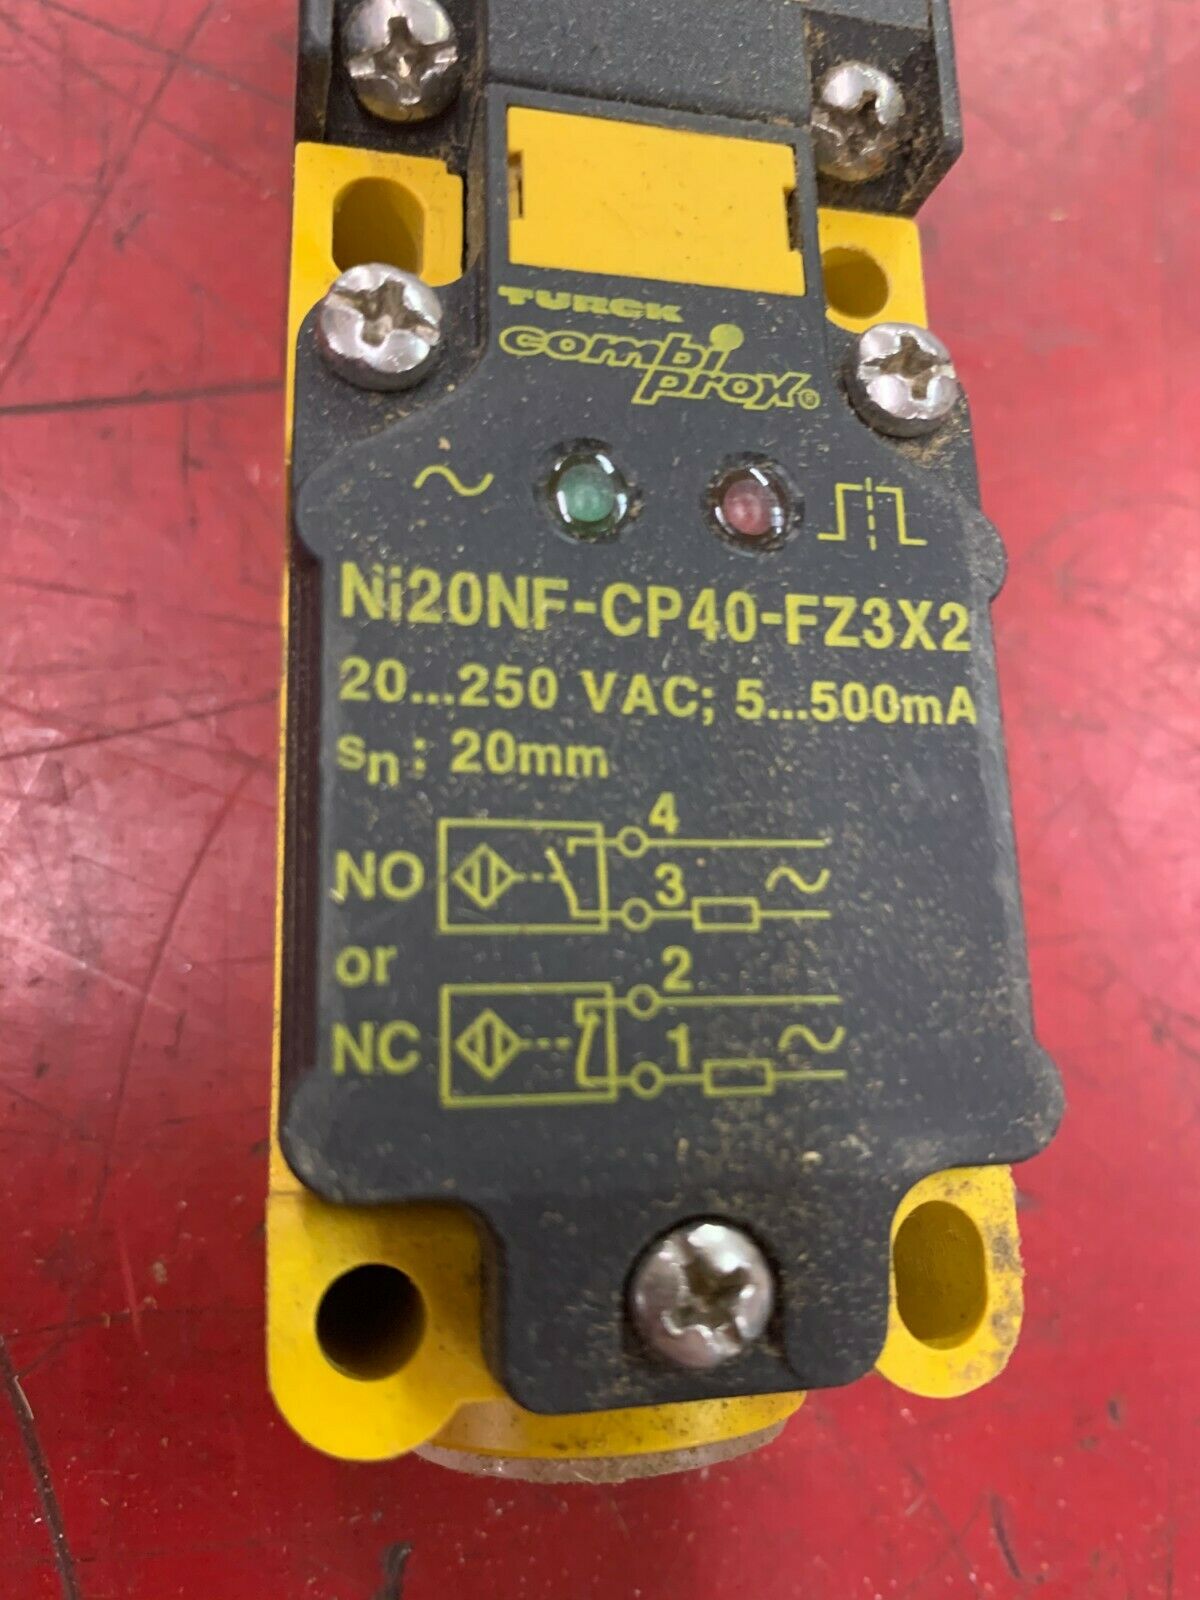 TURCK
combi
prox®
Ni20NF-CP40-FZ3X2
20...250 VAC; 5...500mA
sn: 20mm
4
NO
3
or
2
NC
1